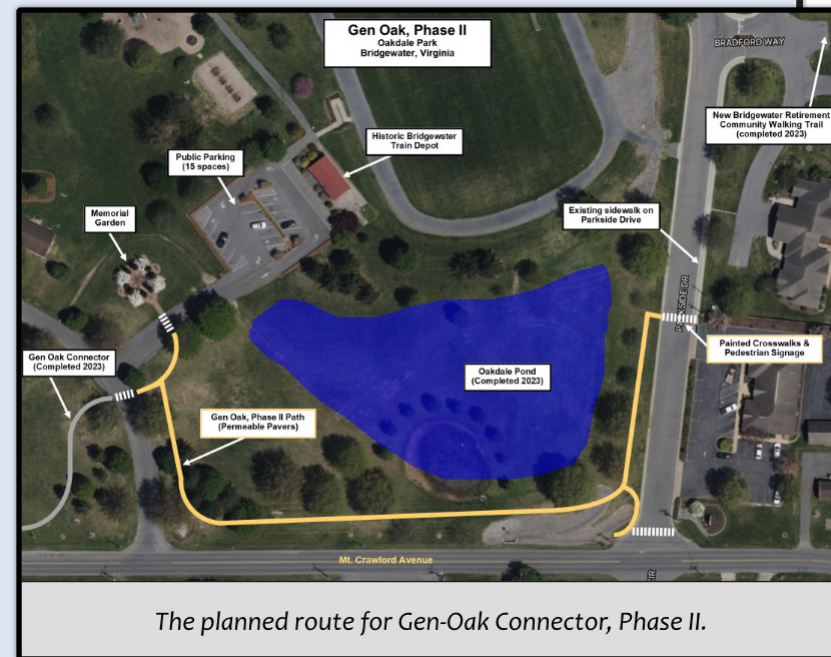 Gen Oak, Phase II
Oakdale Park
Bridgewater, Virginia
BRADFORD WAY
New Bridgewater Retirement
Community Walking Trail
(completed 2023)
Historic Bridgewater
Train Depot
Public Parking
(15 spaces)
Memorial
Garden
Existing sidewalk on
Parkside Drive
PARKSIDE DR
Painted Crosswalks &
Pedestrian Signage
Gen Oak Connector
(Completed 2023)
Oakdale Pond
(Completed 2023)
Gen Oak, Phase II Path
(Permeable Pavers)
Mt. Crawford Avenue
The planned route for Gen-Oak Connector, Phase II.